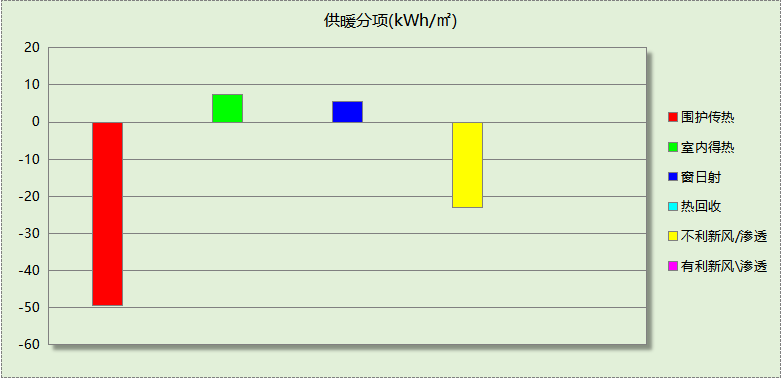 供暖分项(kWh/㎡)
20
10
0
-10
-20
-30
-40
-50
-60
围护传热
室内得热
窗日射
热回收
不利新风/渗透
有利新风\渗透